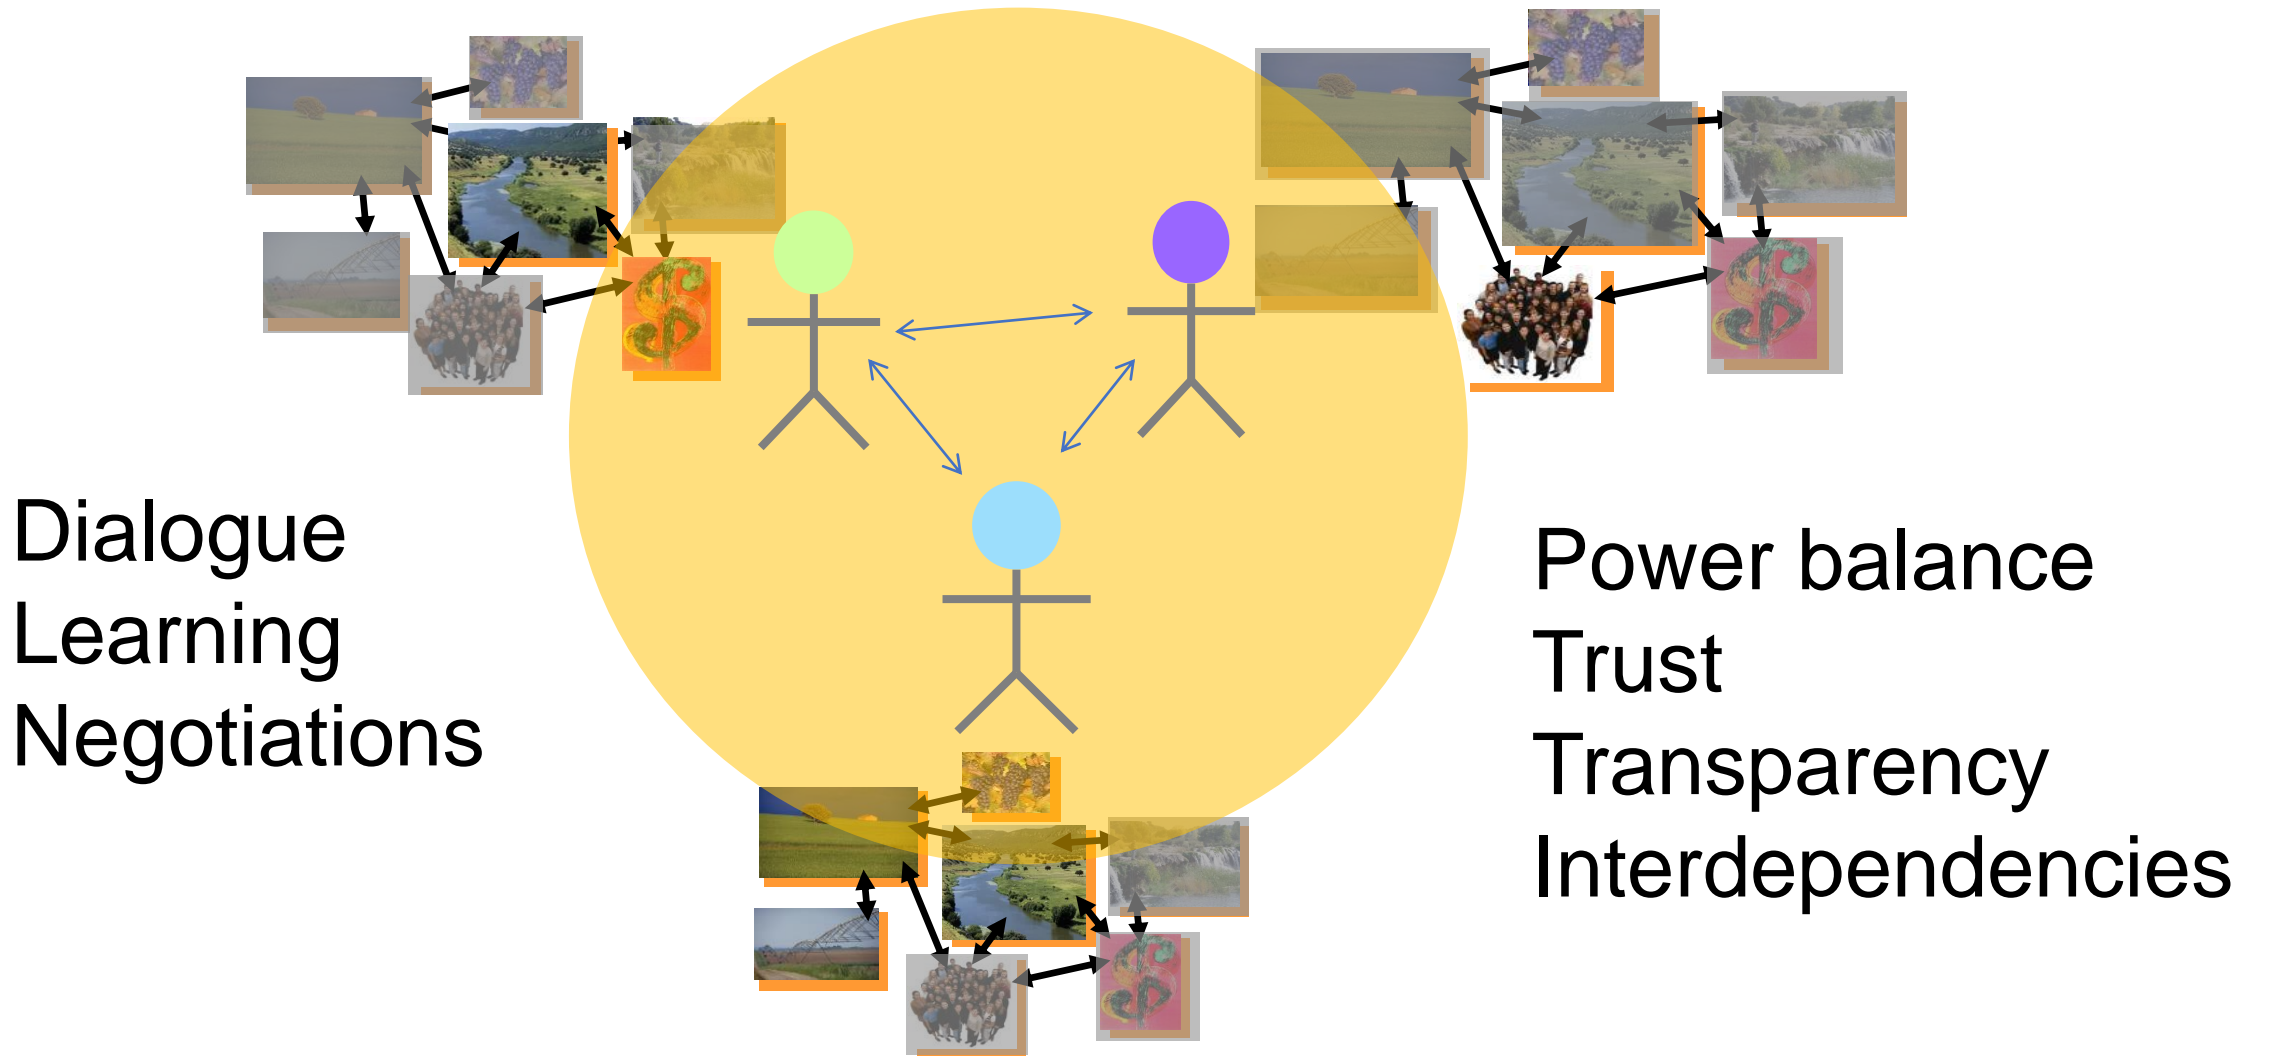 Dialogue
Learning
Negotiations
Power balance
Trust
Transparency
Interdependencies